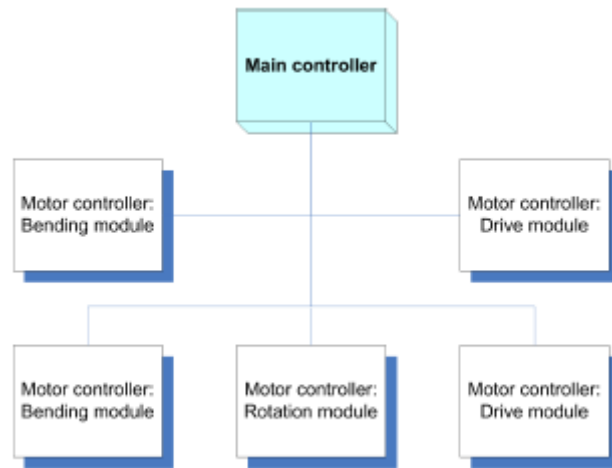 Main controller
Motor controller:
Bending module
Motor controller:
Drive module
Motor controller:
Bending module
Motor controller:
Rotation module
Motor controller:
Drive module